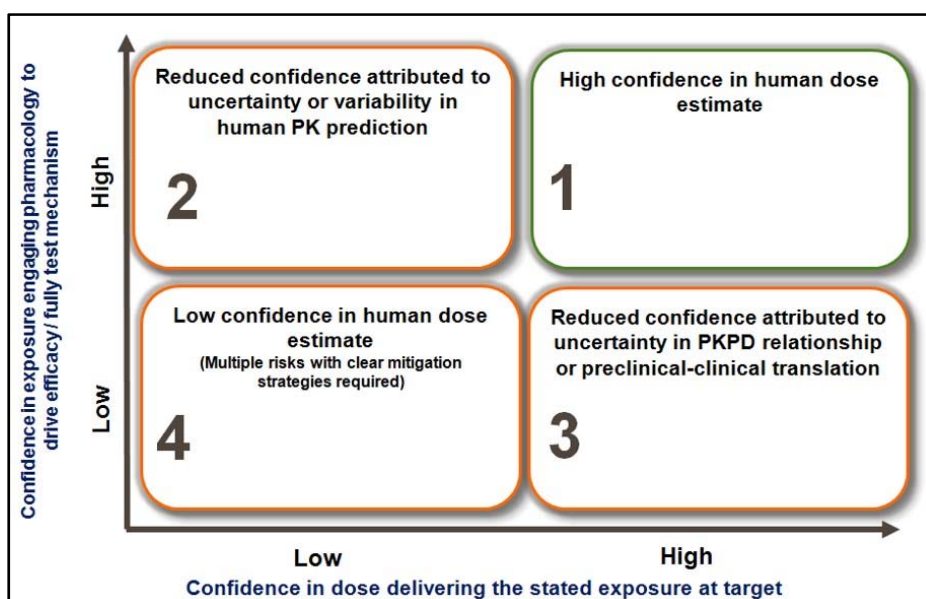 Confidence in exposure engaging pharmacology to
drive efficacy/ fully test mechanism
High
Low
Reduced confidence attributed to
uncertainty or variability in
human PK prediction
2
High confidence in human dose
estimate
1
Low confidence in human dose
estimate
(Multiple risks with clear mitigation
strategies required)
4
Reduced confidence attributed to
uncertainty in PKPD relationship
or preclinical-clinical translation
3
Low
High
Confidence in dose delivering the stated exposure at target